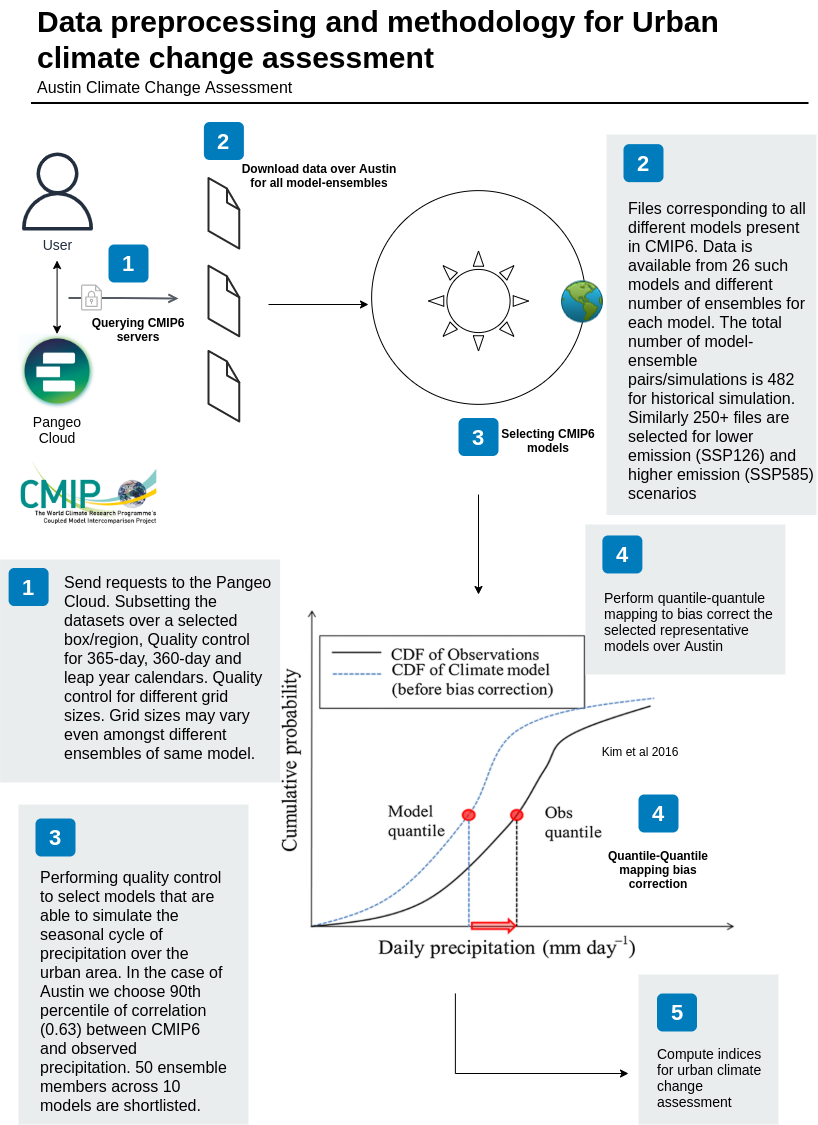 Data preprocessing and methodology for Urban
climate change assessment
Austin Climate Change Assessment
2
Download data over Austin
for all model-ensembles
User
1
Querying CMIP6
servers
Pangeo
Cloud
CMIP
The World Climate Research Programme's
Coupled Model Intercomparison Project
3
Selecting CMIP6
models
2
Files corresponding to all
different models present
in CMIP6. Data is
available from 26 such
models and different
number of ensembles for
each model. The total
number of model-
ensemble
pairs/simulations is 482
for historical simulation.
Similarly 250+ files are
selected for lower
emission (SSP126) and
higher emission (SSP585)
scenarios
1
Send requests to the Pangeo
Cloud. Subsetting the
datasets over a selected
box/region, Quality control
for 365-day, 360-day and
leap year calendars. Quality
control for different grid
sizes. Grid sizes may vary
even amongst different
ensembles of same model.
4
Perform quantile-quantule
mapping to bias correct the
selected representative
models over Austin
CDF of Observations
CDF of Climate model
(before bias correction)
Cumulative probability
Kim et al 2016
Model
quantile
Obs
quantile
4
Quantile-Quantile
mapping bias
correction
Daily precipitation (mm day⁻¹)
3
Performing quality control
to select models that are
able to simulate the
seasonal cycle of
precipitation over the
urban area. In the case of
Austin we choose 90th
percentile of correlation
(0.63) between CMIP6
and observed
precipitation. 50 ensemble
members across 10
models are shortlisted.
5
Compute indices
for urban climate
change
assessment